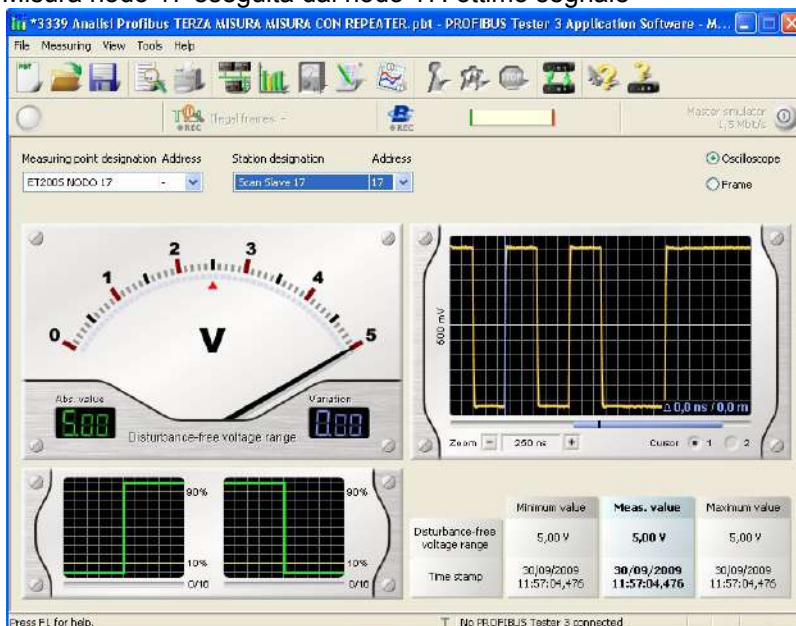 Misura nodo 17 eseguita dal nodo 17. ottimo segnale
*3339 Analisi Profibus TERZA MISURA MISURA CON REPEATER.pbt - PROFIBUS Tester 3 Application Software - M...
File Measuring View Tools Help
REC Illegal frames: - REC Master simulator
1,5 Mbit/s
Measuring point designation Address Station designation Address Oscilloscope
ET200S NODO 17 - Scan Slave 17 17 Frame
0 1 2 3 4 5
V
600 mV
Δ 0,0 ns / 0,0 m
Abs. value Variation
5.00 Disturbance-free voltage range 0.00
Zoom - 250 ns + Cursor 1 2
90% 90%
10% 10%
0/10 0/10
Minimum value Meas. value Maximum value
Disturbance-free voltage range 5,00 V 5,00 V 5,00 V
Time stamp 30/09/2009 11:57:04,476 30/09/2009 11:57:04,476 30/09/2009 11:57:04,476
Press F1 for help. No PROFIBUS Tester 3 connected